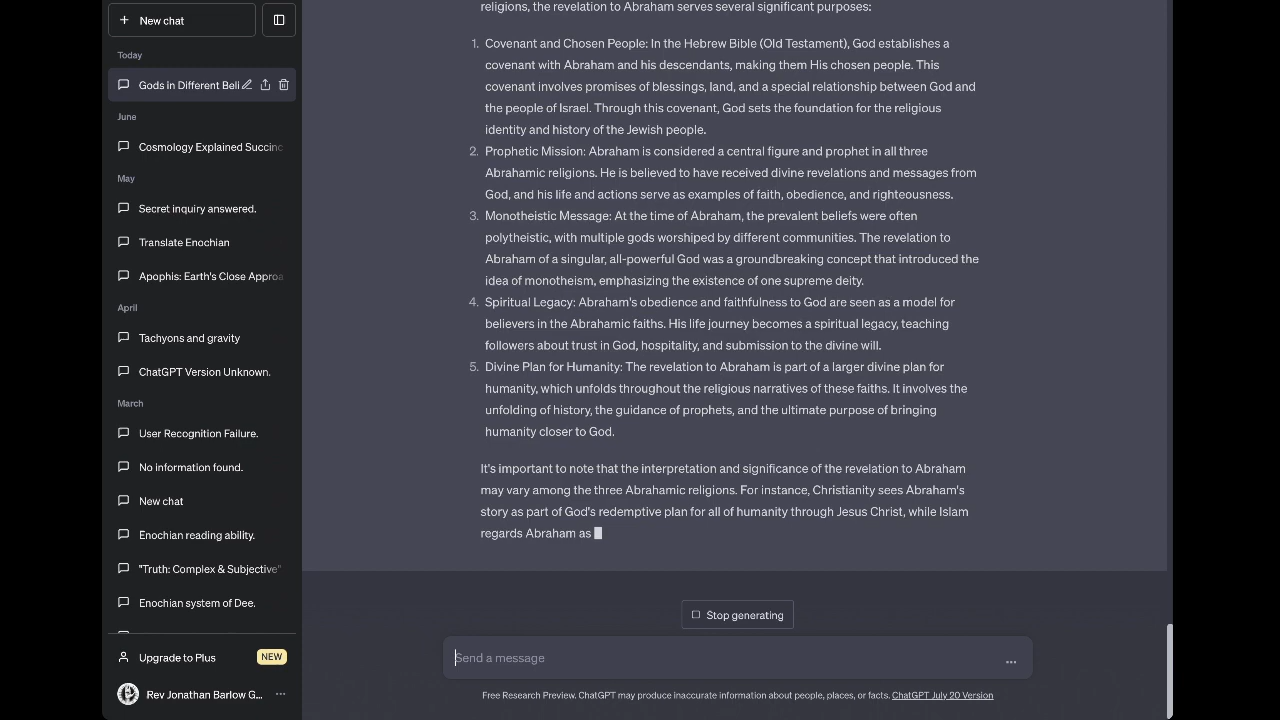 New chat
Today
Gods in Different Beli
June
Cosmology Explained Succinc
May
Secret inquiry answered.
Translate Enochian
Apophis: Earth's Close Approa
April
Tachyons and gravity
ChatGPT Version Unknown.
March
User Recognition Failure.
No information found.
New chat
Enochian reading ability.
"Truth: Complex & Subjective"
Enochian system of Dee.
Upgrade to Plus NEW
Rev Jonathan Barlow G...
religions, the revelation to Abraham serves several significant purposes:
1. Covenant and Chosen People: In the Hebrew Bible (Old Testament), God establishes a
covenant with Abraham and his descendants, making them His chosen people. This
covenant involves promises of blessings, land, and a special relationship between God and
the people of Israel. Through this covenant, God sets the foundation for the religious
identity and history of the Jewish people.
2. Prophetic Mission: Abraham is considered a central figure and prophet in all three
Abrahamic religions. He is believed to have received divine revelations and messages from
God, and his life and actions serve as examples of faith, obedience, and righteousness.
3. Monotheistic Message: At the time of Abraham, the prevalent beliefs were often
polytheistic, with multiple gods worshiped by different communities. The revelation to
Abraham of a singular, all-powerful God was a groundbreaking concept that introduced the
idea of monotheism, emphasizing the existence of one supreme deity.
4. Spiritual Legacy: Abraham's obedience and faithfulness to God are seen as a model for
believers in the Abrahamic faiths. His life journey becomes a spiritual legacy, teaching
followers about trust in God, hospitality, and submission to the divine will.
5. Divine Plan for Humanity: The revelation to Abraham is part of a larger divine plan for
humanity, which unfolds throughout the religious narratives of these faiths. It involves the
unfolding of history, the guidance of prophets, and the ultimate purpose of bringing
humanity closer to God.
It's important to note that the interpretation and significance of the revelation to Abraham
may vary among the three Abrahamic religions. For instance, Christianity sees Abraham's
story as part of God's redemptive plan for all of humanity through Jesus Christ, while Islam
regards Abraham as
Stop generating
Send a message
Free Research Preview. ChatGPT may produce inaccurate information about people, places, or facts. ChatGPT July 20 Version